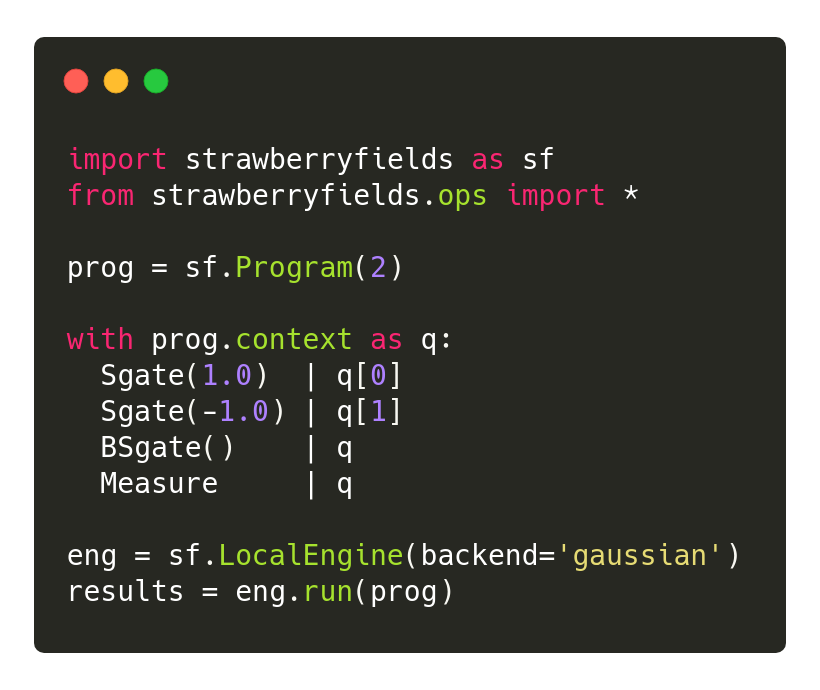 import strawberryfields as sf
from strawberryfields.ops import *

prog = sf.Program(2)

with prog.context as q:
  Sgate(1.0)  | q[0]
  Sgate(-1.0) | q[1]
  BSgate()    | q
  Measure     | q

eng = sf.LocalEngine(backend='gaussian')
results = eng.run(prog)